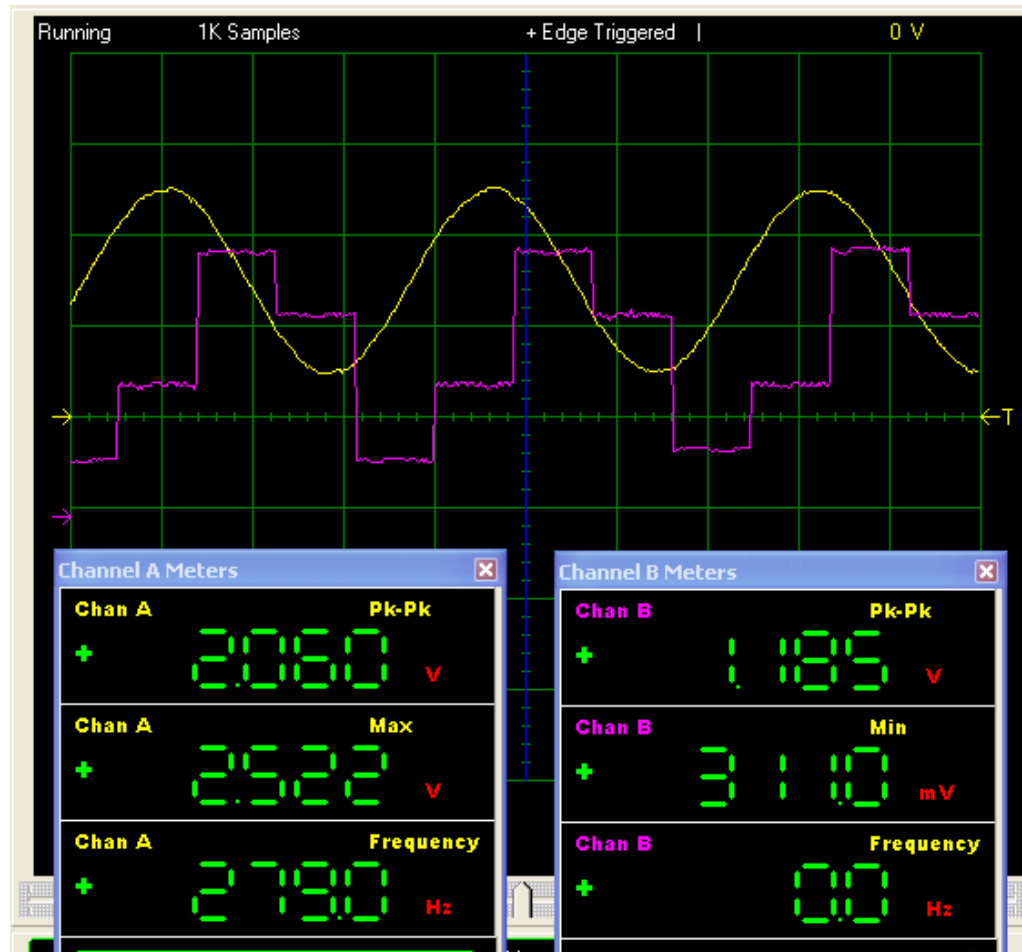 Running 1K Samples + Edge Triggered | 0 V
T
Channel A Meters
Chan A Pk-Pk
+ 2.060 V
Chan A Max
+ 2.522 V
Chan A Frequency
+ 279.0 Hz
Channel B Meters
Chan B Pk-Pk
+ 1.185 V
Chan B Min
+ 311.0 mV
Chan B Frequency
+ 0.0 Hz